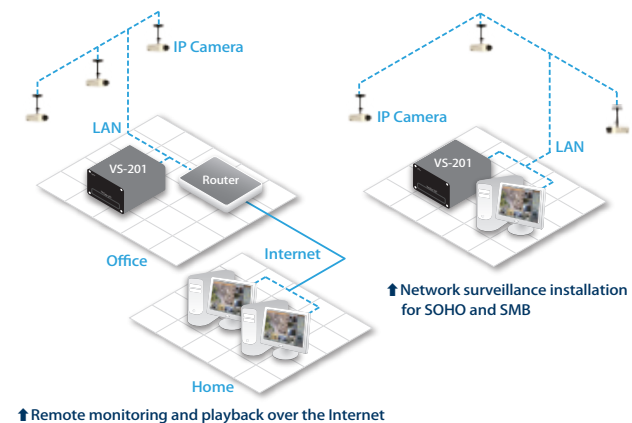 IP Camera
LAN
VS-201
Router
Office
Internet
Home
⬆ Remote monitoring and playback over the Internet
IP Camera
LAN
VS-201
⬆ Network surveillance installation
for SOHO and SMB